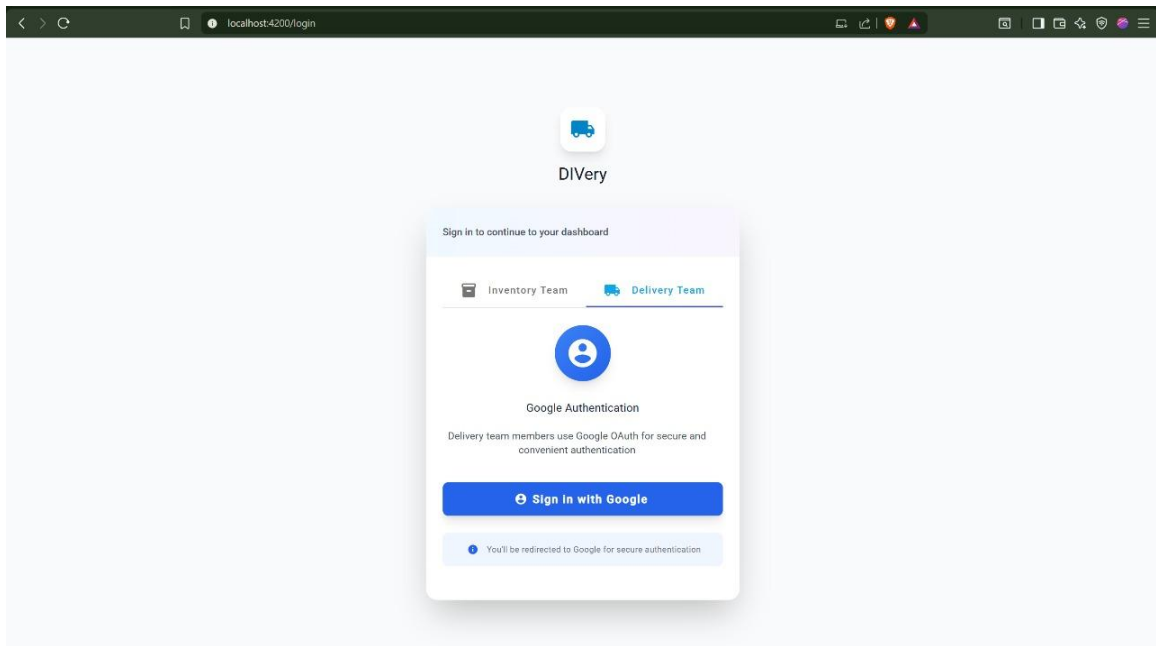 localhost:4200/login
DIVery
Sign in to continue to your dashboard
Inventory Team
Delivery Team
Google Authentication
Delivery team members use Google OAuth for secure and
convenient authentication
Sign in with Google
You'll be redirected to Google for secure authentication